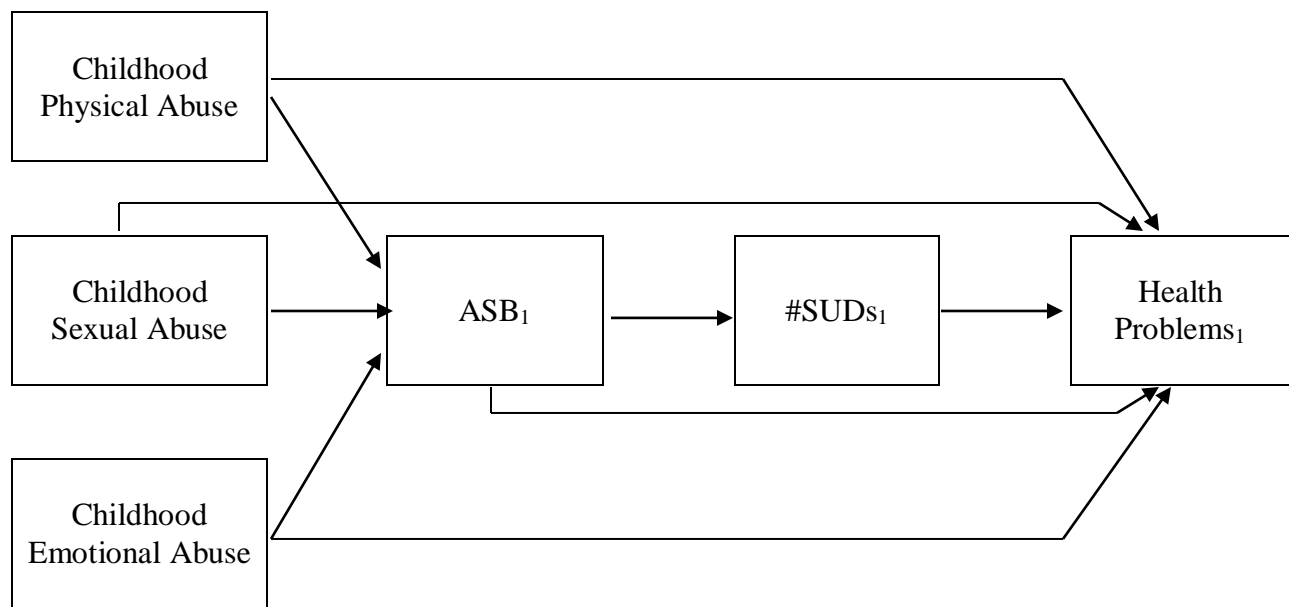 Childhood
Physical Abuse
Childhood
Sexual Abuse
ASB₁
#SUDs₁
Health
Problems₁
Childhood
Emotional Abuse